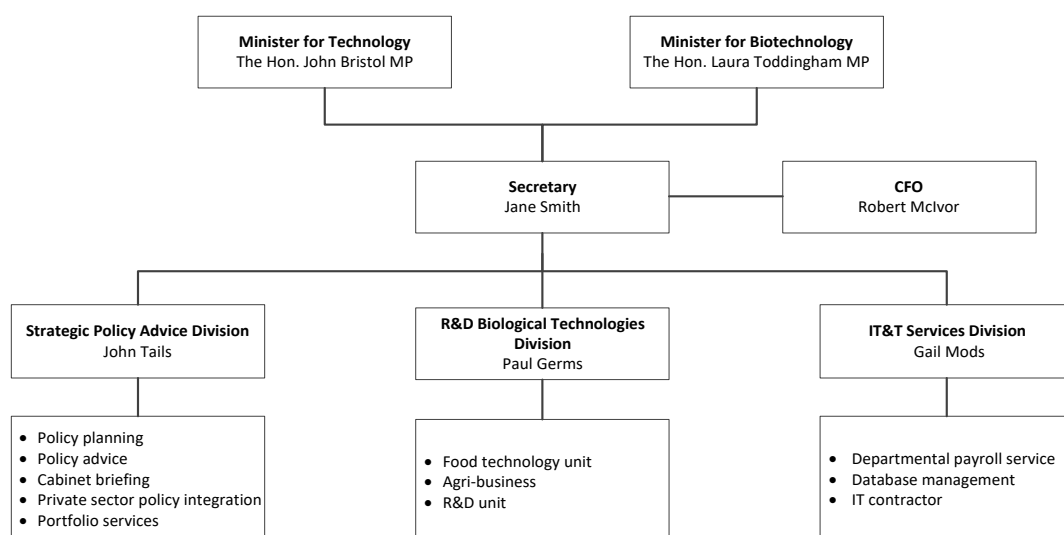 Minister for Technology
The Hon. John Bristol MP
Minister for Biotechnology
The Hon. Laura Toddingham MP
Secretary
Jane Smith
CFO
Robert McIvor
Strategic Policy Advice Division
John Tails
R&D Biological Technologies
Division
Paul Germs
IT&T Services Division
Gail Mods
• Policy planning
• Policy advice
• Cabinet briefing
• Private sector policy integration
• Portfolio services
• Food technology unit
• Agri-business
• R&D unit
• Departmental payroll service
• Database management
• IT contractor